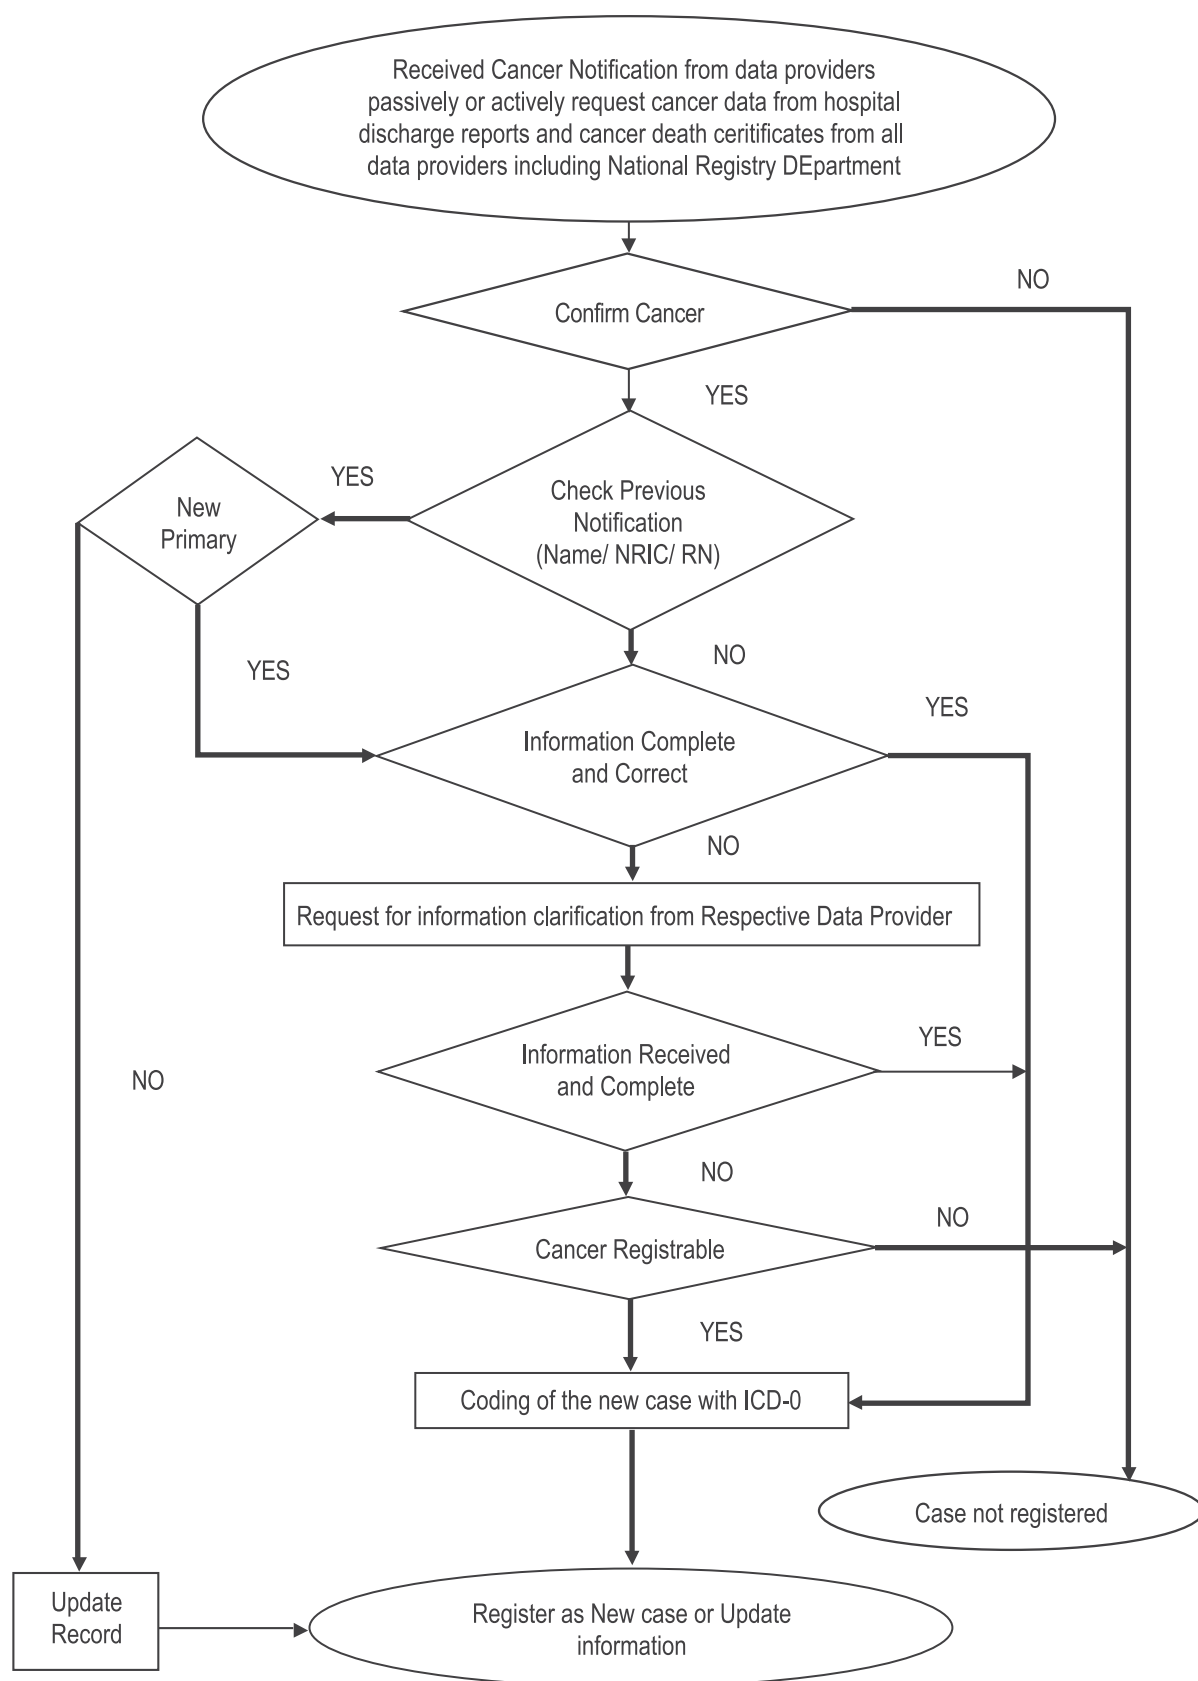 Received Cancer Notification from data providers
passively or actively request cancer data from hospital
discharge reports and cancer death ceritificates from all
data providers including National Registry DEpartment
NO
Confirm Cancer
YES
YES
Check Previous
Notification
(Name/ NRIC/ RN)
New
Primary
NO
YES
YES
Information Complete
and Correct
NO
Request for information clarification from Respective Data Provider
YES
Information Received
and Complete
NO
NO
NO
Cancer Registrable
YES
Coding of the new case with ICD-0
Case not registered
Update
Record
Register as New case or Update
information